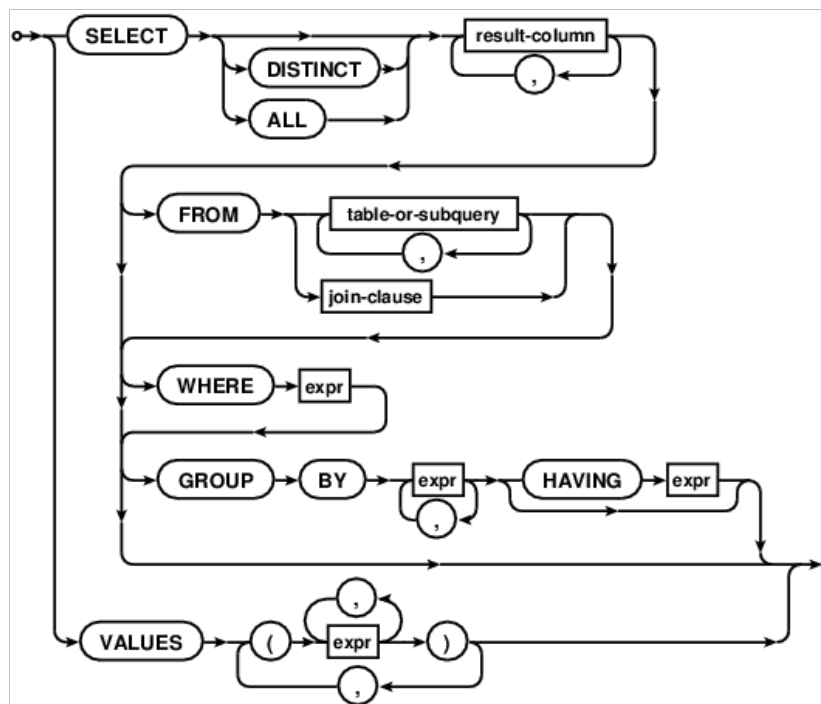 SELECT result-column
DISTINCT ,
ALL
FROM table-or-subquery
,
join-clause
WHERE expr
GROUP BY expr HAVING expr
,
,
VALUES ( expr )
,